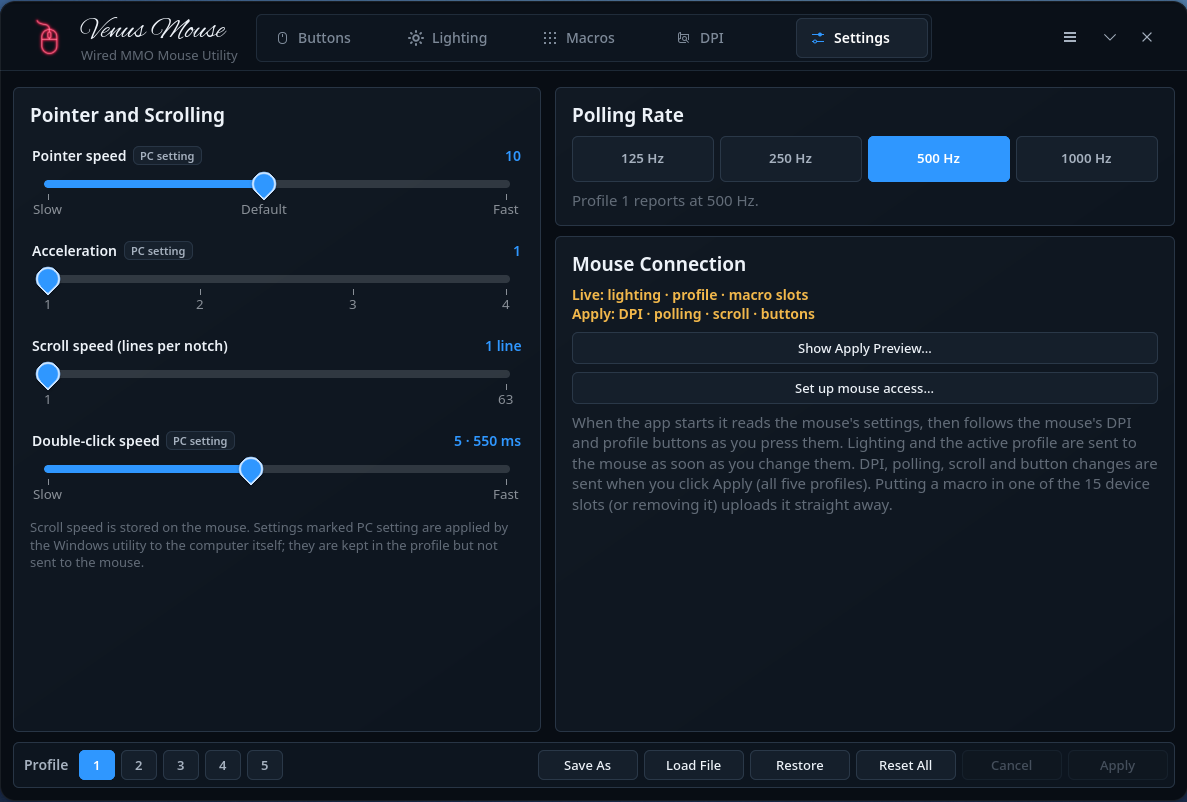 Venus Mouse
Wired MMO Mouse Utility
Buttons
Lighting
Macros
DPI
Settings
Pointer and Scrolling
Pointer speed PC setting 10
Slow Default Fast
Acceleration PC setting 1
1 2 3 4
Scroll speed (lines per notch) 1 line
1 63
Double-click speed PC setting 5 · 550 ms
Slow Fast
Scroll speed is stored on the mouse. Settings marked PC setting are applied by
the Windows utility to the computer itself; they are kept in the profile but not
sent to the mouse.
Polling Rate
125 Hz 250 Hz 500 Hz 1000 Hz
Profile 1 reports at 500 Hz.
Mouse Connection
Live: lighting · profile · macro slots
Apply: DPI · polling · scroll · buttons
Show Apply Preview...
Set up mouse access...
When the app starts it reads the mouse's settings, then follows the mouse's DPI
and profile buttons as you press them. Lighting and the active profile are sent to
the mouse as soon as you change them. DPI, polling, scroll and button changes are
sent when you click Apply (all five profiles). Putting a macro in one of the 15 device
slots (or removing it) uploads it straight away.
Profile 1 2 3 4 5
Save As Load File Restore Reset All Cancel Apply